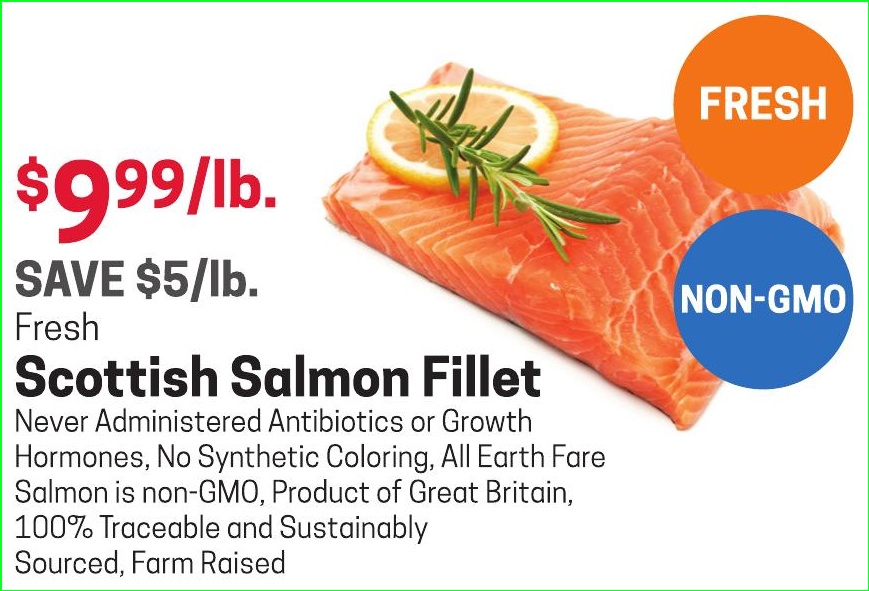 FRESH
$9.99/lb.
NON-GMO
SAVE $5/lb.
Fresh
Scottish Salmon Fillet
Never Administered Antibiotics or Growth
Hormones, No Synthetic Coloring, All Earth Fare
Salmon is non-GMO, Product of Great Britain,
100% Traceable and Sustainably
Sourced, Farm Raised